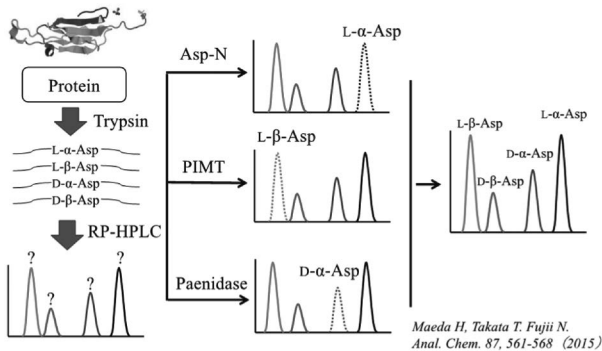 Protein
Trypsin
L-α-Asp
L-β-Asp
D-α-Asp
D-β-Asp
RP-HPLC
? ? ? ?
Asp-N
L-α-Asp
PIMT
L-β-Asp
Paenidase
D-α-Asp
L-β-Asp
D-β-Asp
D-α-Asp
L-α-Asp
Maeda H, Takata T. Fujii N.
Anal. Chem. 87, 561-568 (2015)